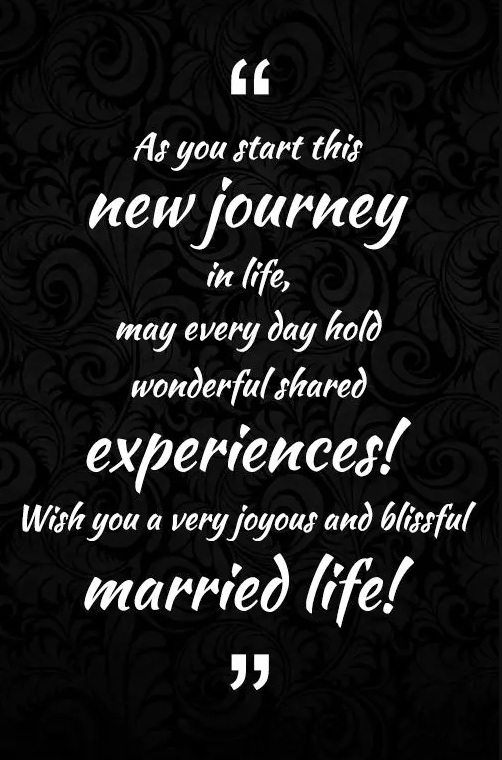 “
As you start this
new journey
in life,
may every day hold
wonderful shared
experiences!
Wish you a very joyous and blissful
married life!
”